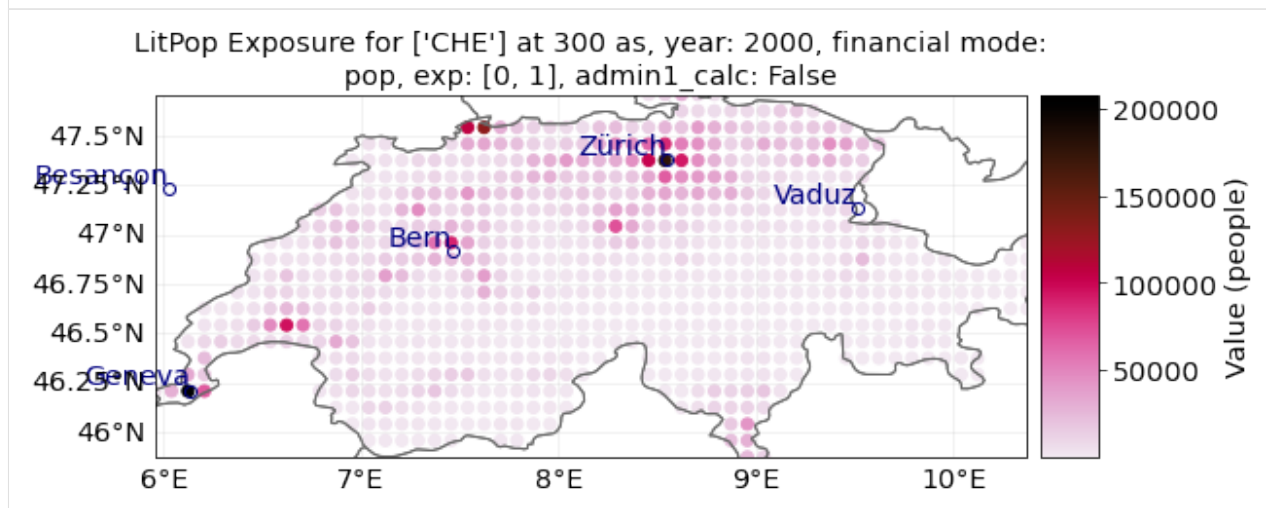 LitPop Exposure for ['CHE'] at 300 as, year: 2000, financial mode:
pop, exp: [0, 1], admin1_calc: False
47.5°N
47.25°N
47°N
46.75°N
46.5°N
46.25°N
46°N
6°E
7°E
8°E
9°E
10°E
Besançon
Zürich
Vaduz
Bern
Geneva
200000
150000
100000
50000
Value (people)